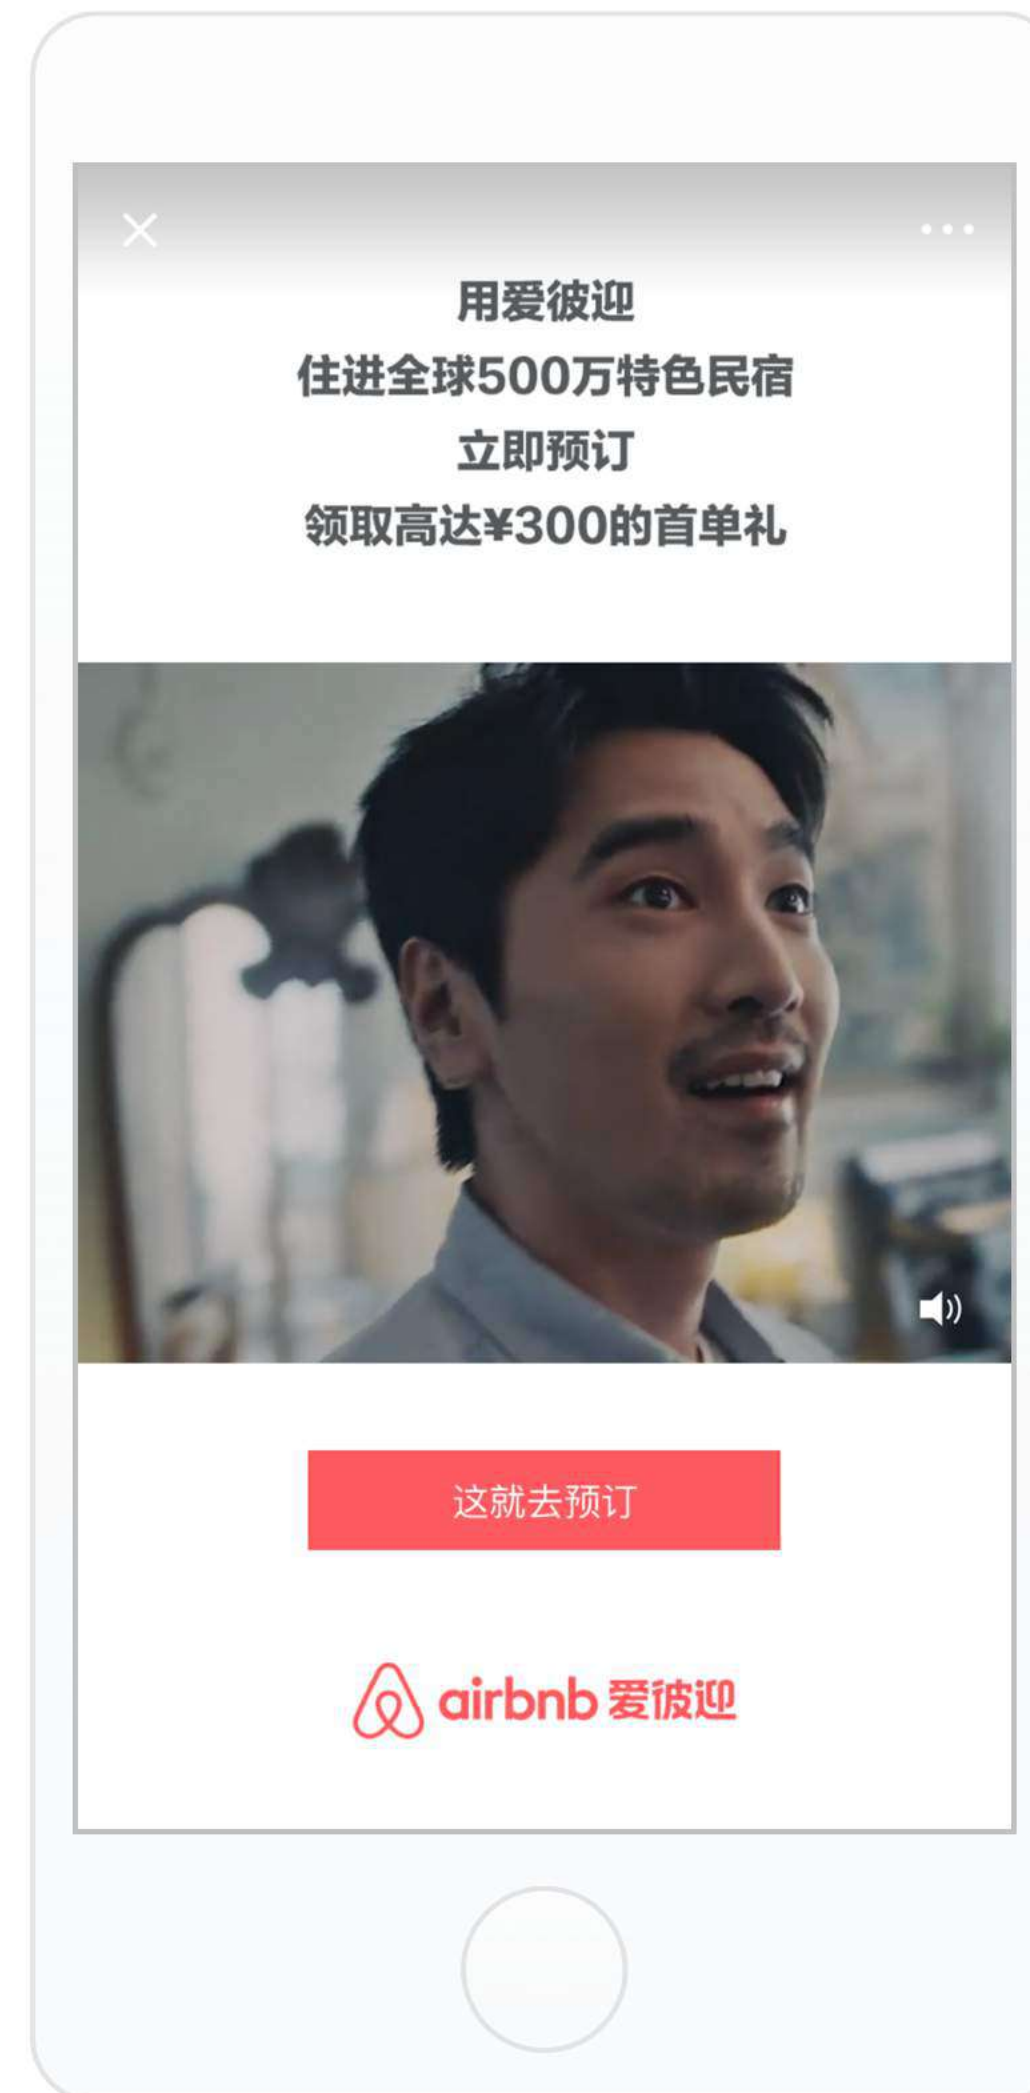 用爱彼迎
住进全球500万特色民宿
立即预订
领取高达¥300的首单礼
这就去预订
airbnb 爱彼迎